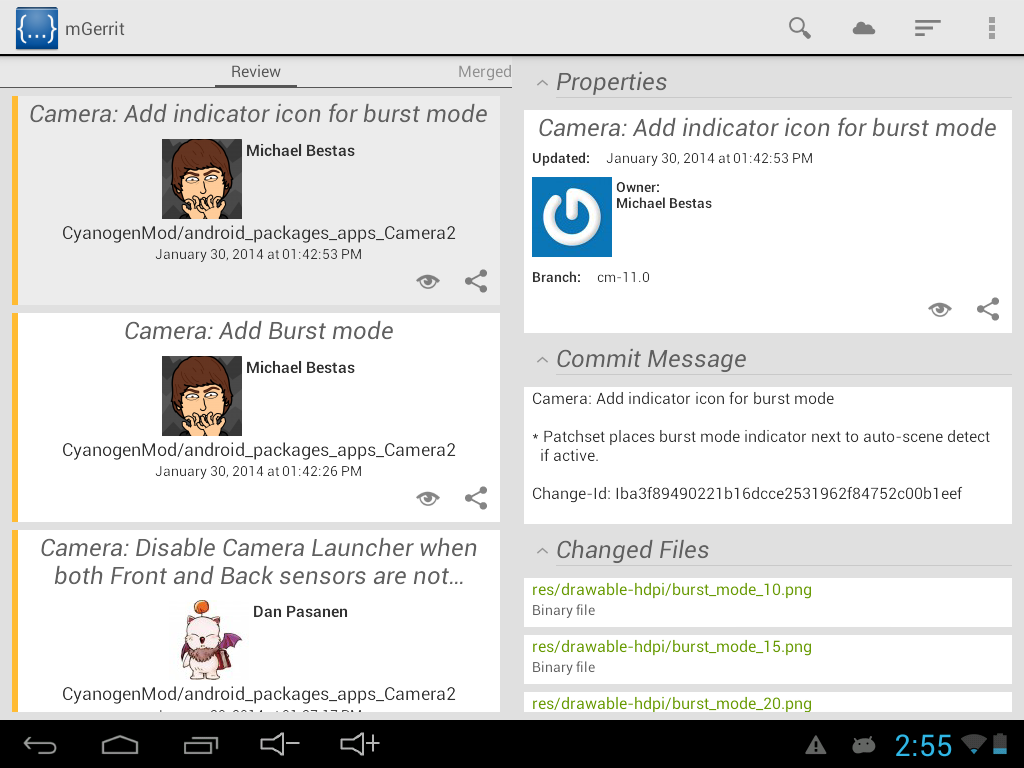 {...} mGerrit
Review
Merged
Camera: Add indicator icon for burst mode
Michael Bestas
CyanogenMod/android_packages_apps_Camera2
January 30, 2014 at 01:42:53 PM
Camera: Add Burst mode
Michael Bestas
CyanogenMod/android_packages_apps_Camera2
January 30, 2014 at 01:42:26 PM
Camera: Disable Camera Launcher when
both Front and Back sensors are not…
Dan Pasanen
CyanogenMod/android_packages_apps_Camera2
Properties
Camera: Add indicator icon for burst mode
Updated: January 30, 2014 at 01:42:53 PM
Owner:
Michael Bestas
Branch: cm-11.0
Commit Message
Camera: Add indicator icon for burst mode
* Patchset places burst mode indicator next to auto-scene detect
if active.
Change-Id: Iba3f89490221b16dcce2531962f84752c00b1eef
Changed Files
res/drawable-hdpi/burst_mode_10.png
Binary file
res/drawable-hdpi/burst_mode_15.png
Binary file
res/drawable-hdpi/burst_mode_20.png
2:55